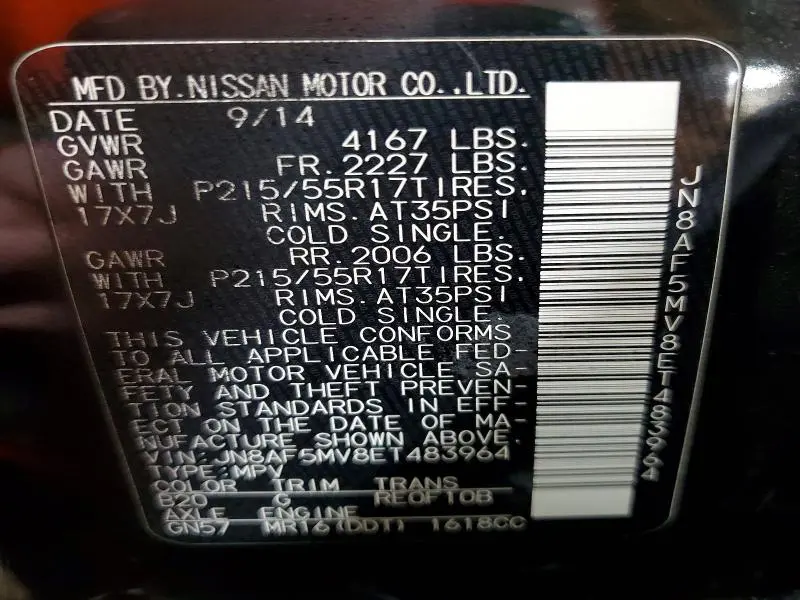 MFD BY.NISSAN MOTOR CO.,LTD.
DATE 9/14
GVWR 4167 LBS.
GAWR FR.2227 LBS.
WITH P215/55R17TIRES.
17X7J RIMS.AT35PSI
COLD SINGLE.
GAWR RR.2006 LBS.
WITH P215/55R17TIRES.
17X7J RIMS.AT35PSI
COLD SINGLE.
THIS VEHICLE CONFORMS
TO ALL APPLICABLE FED-
ERAL MOTOR VEHICLE SA-
FETY AND THEFT PREVEN-
TION STANDARDS IN EFF-
ECT ON THE DATE OF MA-
NUFACTURE SHOWN ABOVE.
VIN:JN8AF5MV8ET483964
TYPE:MPV
COLOR TRIM TRANS
B20 G RE0F10B
AXLE ENGINE
GN57 MR16(DDT) 1618CC
JN8AF5MV8ET483964